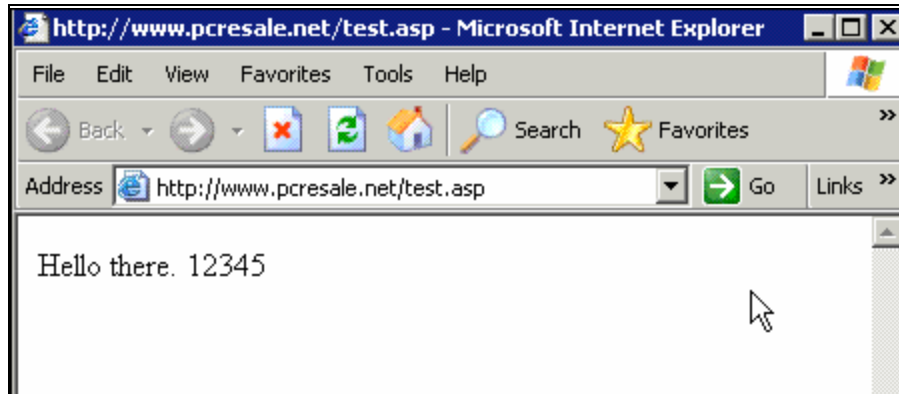 http://www.pcresale.net/test.asp - Microsoft Internet Explorer
File Edit View Favorites Tools Help
Back Search Favorites »
Address http://www.pcresale.net/test.asp Go Links »
Hello there. 12345